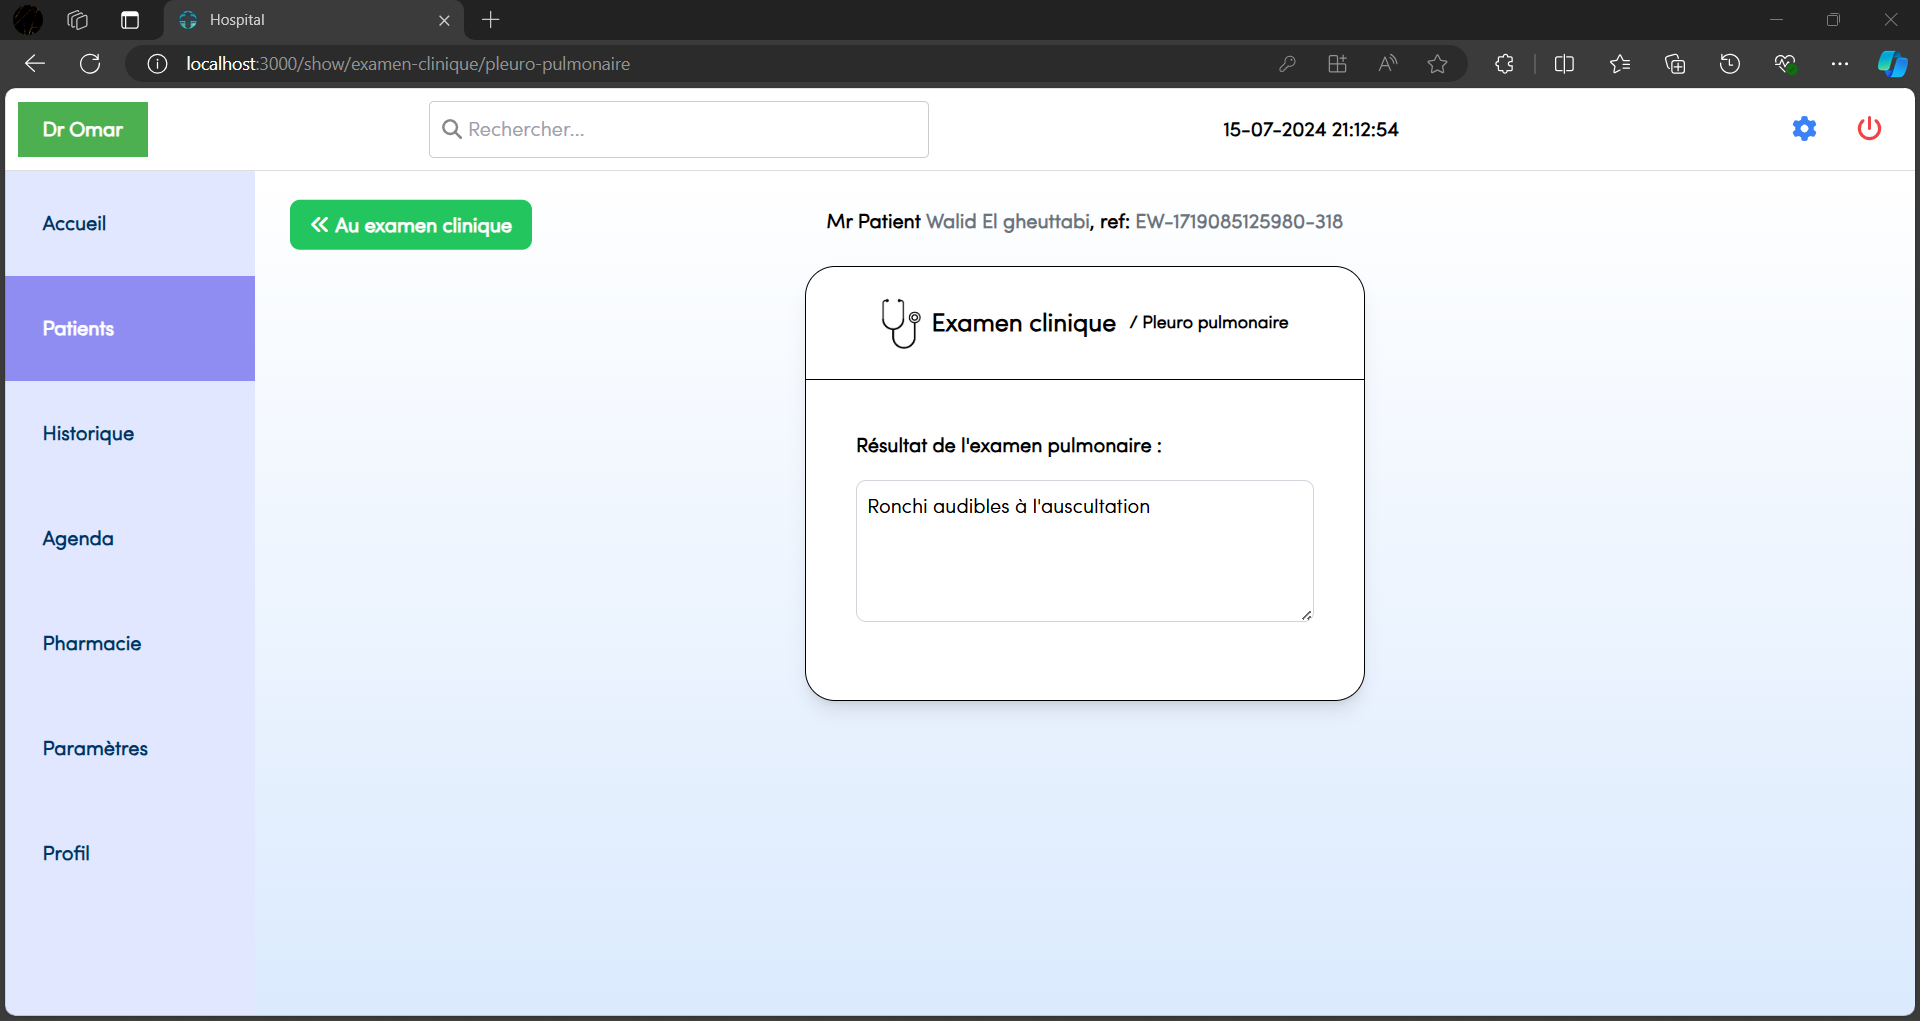 Hospital
localhost:3000/show/examen-clinique/pleuro-pulmonaire
Dr Omar
Rechercher...
15-07-2024 21:12:54
Accueil
Patients
Historique
Agenda
Pharmacie
Paramètres
Profil
Au examen clinique
Mr Patient Walid El gheuttabi, ref: EW-1719085125980-318
Examen clinique / Pleuro pulmonaire
Résultat de l'examen pulmonaire :
Ronchi audibles à l'auscultation